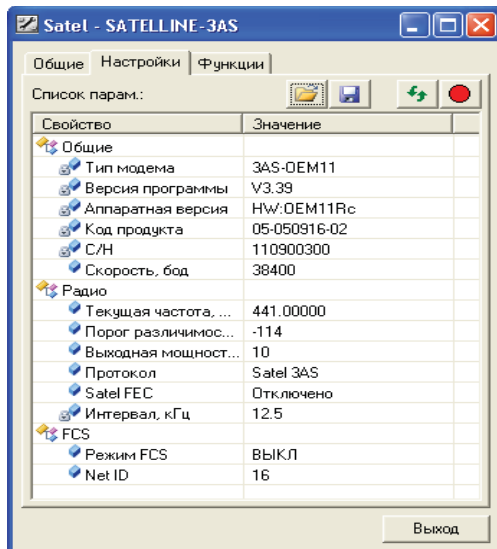 Satel - SATELLINE-3AS
Общие Настройки Функции
Список парам.:
Свойство Значение
Общие
Тип модема 3AS-OEM11
Версия программы V3.39
Аппаратная версия HW:OEM11Rc
Код продукта 05-050916-02
С/Н 110900300
Скорость, бод 38400
Радио
Текущая частота, ... 441.00000
Порог различимос... -114
Выходная мощност... 10
Протокол Satel 3AS
Satel FEC Отключено
Интервал, кГц 12.5
FCS
Режим FCS ВЫКЛ
Net ID 16
Выход